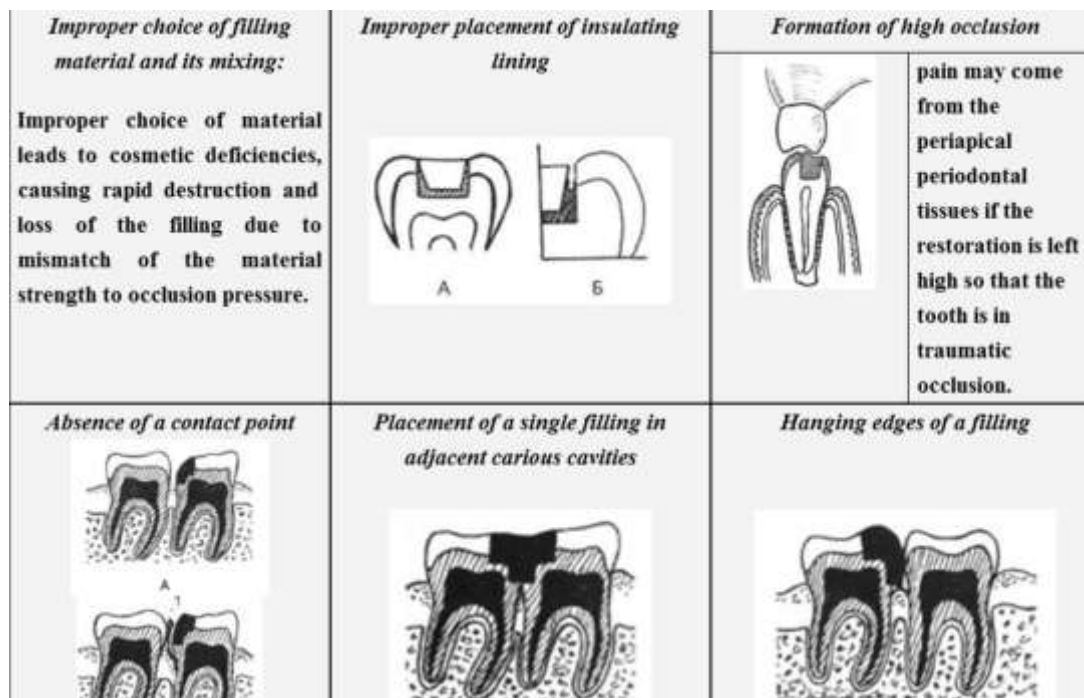 Improper choice of filling
material and its mixing:
Improper choice of material
leads to cosmetic deficiencies,
causing rapid destruction and
loss of the filling due to
mismatch of the material
strength to occlusion pressure.
Improper placement of insulating
lining
А
Б
Formation of high occlusion
pain may come
from the
periapical
periodontal
tissues if the
restoration is left
high so that the
tooth is in
traumatic
occlusion.
Absence of a contact point
А
1
Placement of a single filling in
adjacent carious cavities
Hanging edges of a filling